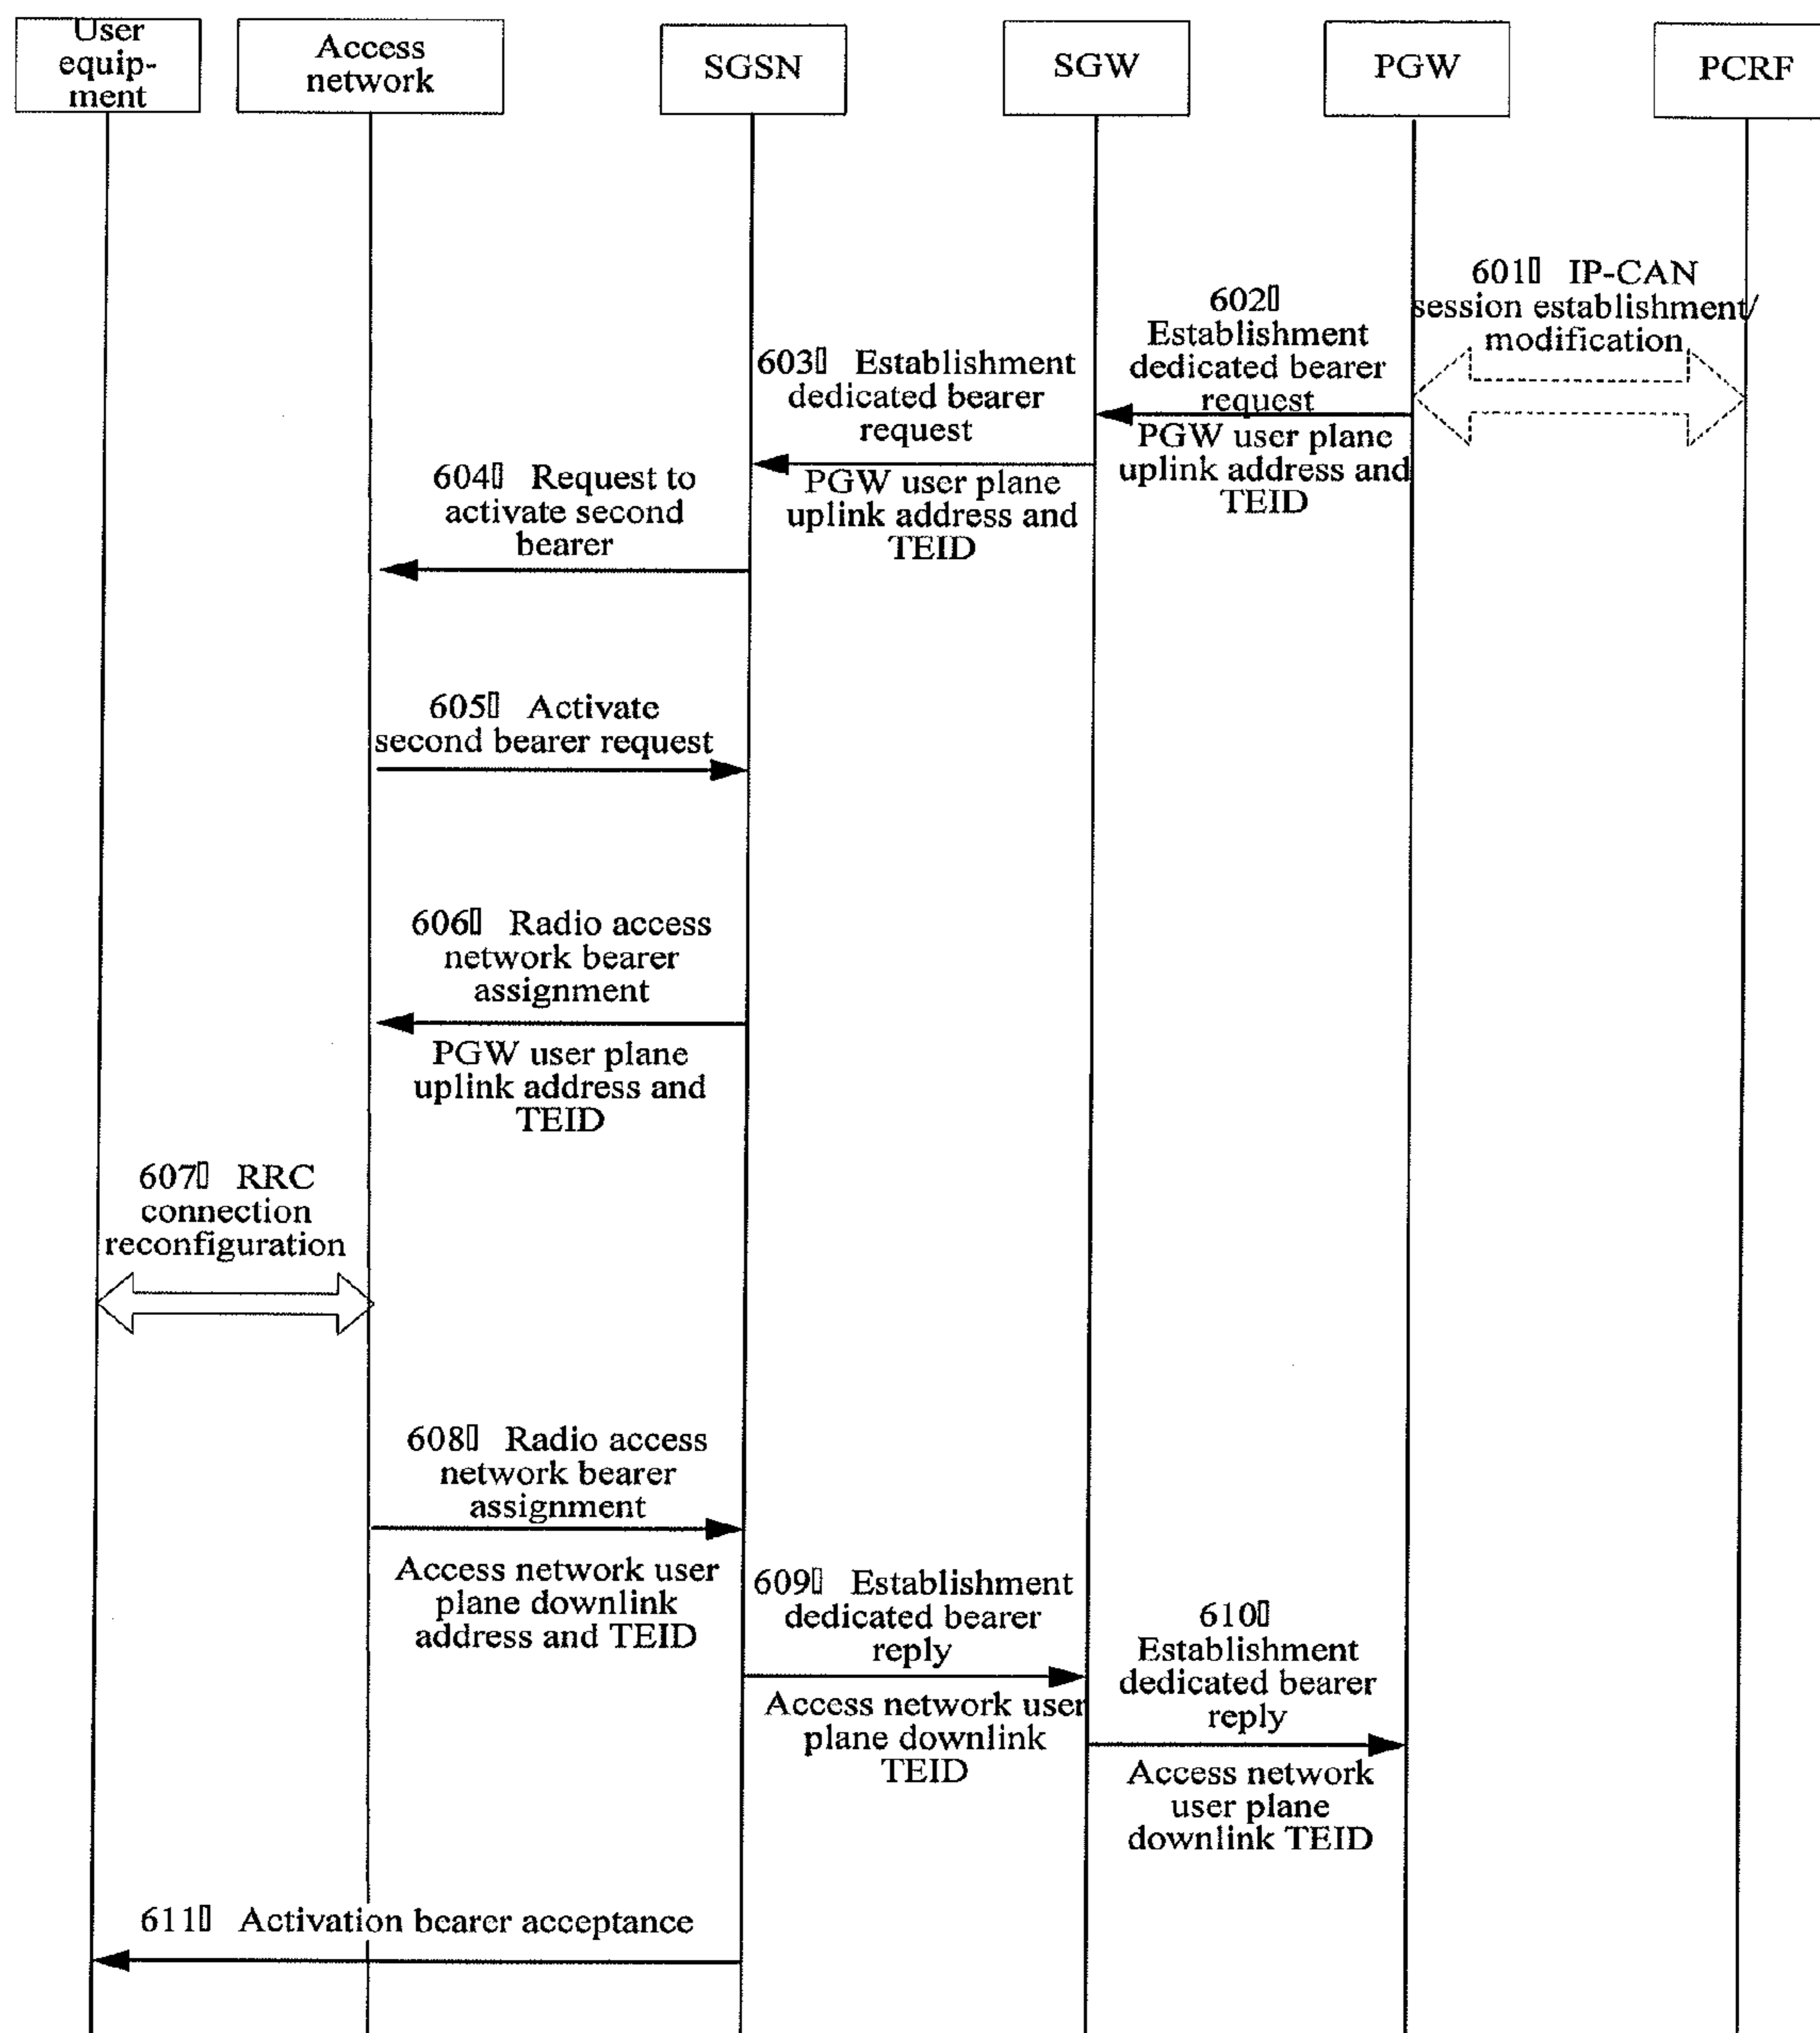 User
equip-
ment
Access
network
SGSN
SGW
PGW
PCRF
601▯ IP-CAN
session establishment/
modification
602▯
Establishment
dedicated bearer
request
PGW user plane
uplink address and
TEID
603▯ Establishment
dedicated bearer
request
PGW user plane
uplink address and
TEID
604▯ Request to
activate second
bearer
605▯ Activate
second bearer request
606▯ Radio access
network bearer
assignment
PGW user plane
uplink address and
TEID
607▯ RRC
connection
reconfiguration
608▯ Radio access
network bearer
assignment
Access network user
plane downlink
address and TEID
609▯ Establishment
dedicated bearer
reply
Access network user
plane downlink
TEID
610▯
Establishment
dedicated bearer
reply
Access network
user plane
downlink TEID
611▯ Activation bearer acceptance